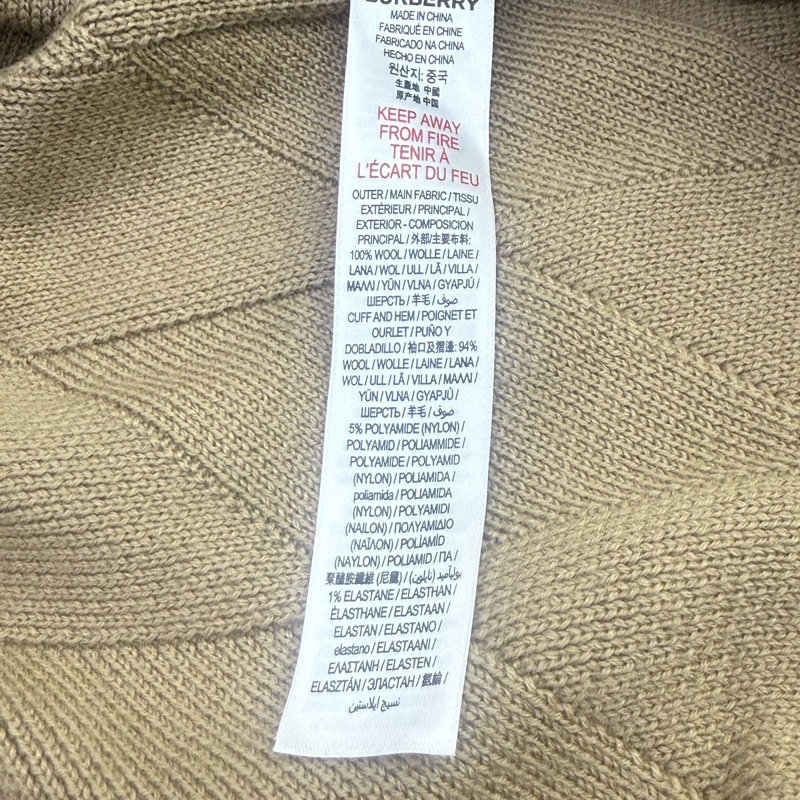 BURBERRY
MADE IN CHINA
FABRIQUÉ EN CHINE
FABRICADO NA CHINA
HECHO EN CHINA
원산지: 중국
生產地 中國
原产地 中国
KEEP AWAY
FROM FIRE
TENIR À
L'ÉCART DU FEU
OUTER / MAIN FABRIC / TISSU
EXTÉRIEUR / PRINCIPAL /
EXTERIOR - COMPOSICION
PRINCIPAL / 外部/主要布料:
100% WOOL / WOLLE / LAINE /
LANA / WOL / ULL / LÃ / VILLA /
ΜΑΛΛΙ / YÜN / VLNA / GYAPJÚ /
ШЕРСТЬ / 羊毛 / صوف
CUFF AND HEM / POIGNET ET
OURLET / PUÑO Y
DOBLADILLO / 袖口及摺邊: 94%
WOOL / WOLLE / LAINE / LANA /
WOL / ULL / LÃ / VILLA / ΜΑΛΛΙ /
YÜN / VLNA / GYAPJÚ /
ШЕРСТЬ / 羊毛 / صوف
5% POLYAMIDE (NYLON) /
POLYAMID / POLIAMMIDE /
POLYAMIDE / POLYAMID
(NYLON) / POLIAMIDA /
poliamida / POLIAMIDA
(NYLON) / POLYAMIDI
(NAILON) / ΠΟΛΥΑΜΙΔΙΟ
(ΝΑΪΛΟΝ) / POLÍAMÍD
(NAYLON) / POLIAMID / ПА /
聚醯胺纖維 (尼龍) / بولياميد (نايلون)
1% ELASTANE / ELASTHAN /
ÉLASTHANE / ELASTAAN /
ELASTAN / ELASTANO /
elastano / ELASTAANI /
ΕΛΑΣΤΑΝΗ / ELASTEN /
ELASZTÁN / ЭЛАСТАН / 氨綸 /
نسيج ايلاستين